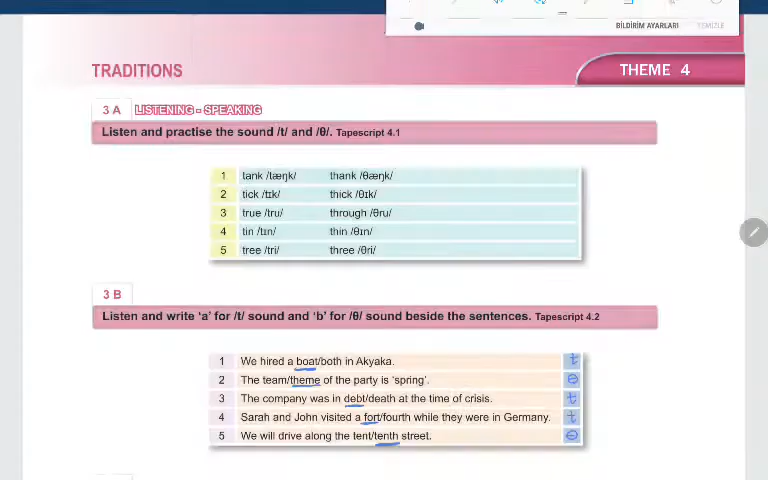 BİLDİRİM AYARLARI TEMİZLE
TRADITIONS THEME 4
3 A LISTENING - SPEAKING
Listen and practise the sound /t/ and /θ/. Tapescript 4.1
1 tank /tæŋk/ thank /θæŋk/
2 tick /tɪk/ thick /θɪk/
3 true /tru/ through /θru/
4 tin /tɪn/ thin /θɪn/
5 tree /tri/ three /θri/
3 B
Listen and write ‘a’ for /t/ sound and ‘b’ for /θ/ sound beside the sentences. Tapescript 4.2
1 We hired a boat/both in Akyaka. t
2 The team/theme of the party is ‘spring’. θ
3 The company was in debt/death at the time of crisis. t
4 Sarah and John visited a fort/fourth while they were in Germany. t
5 We will drive along the tent/tenth street. θ